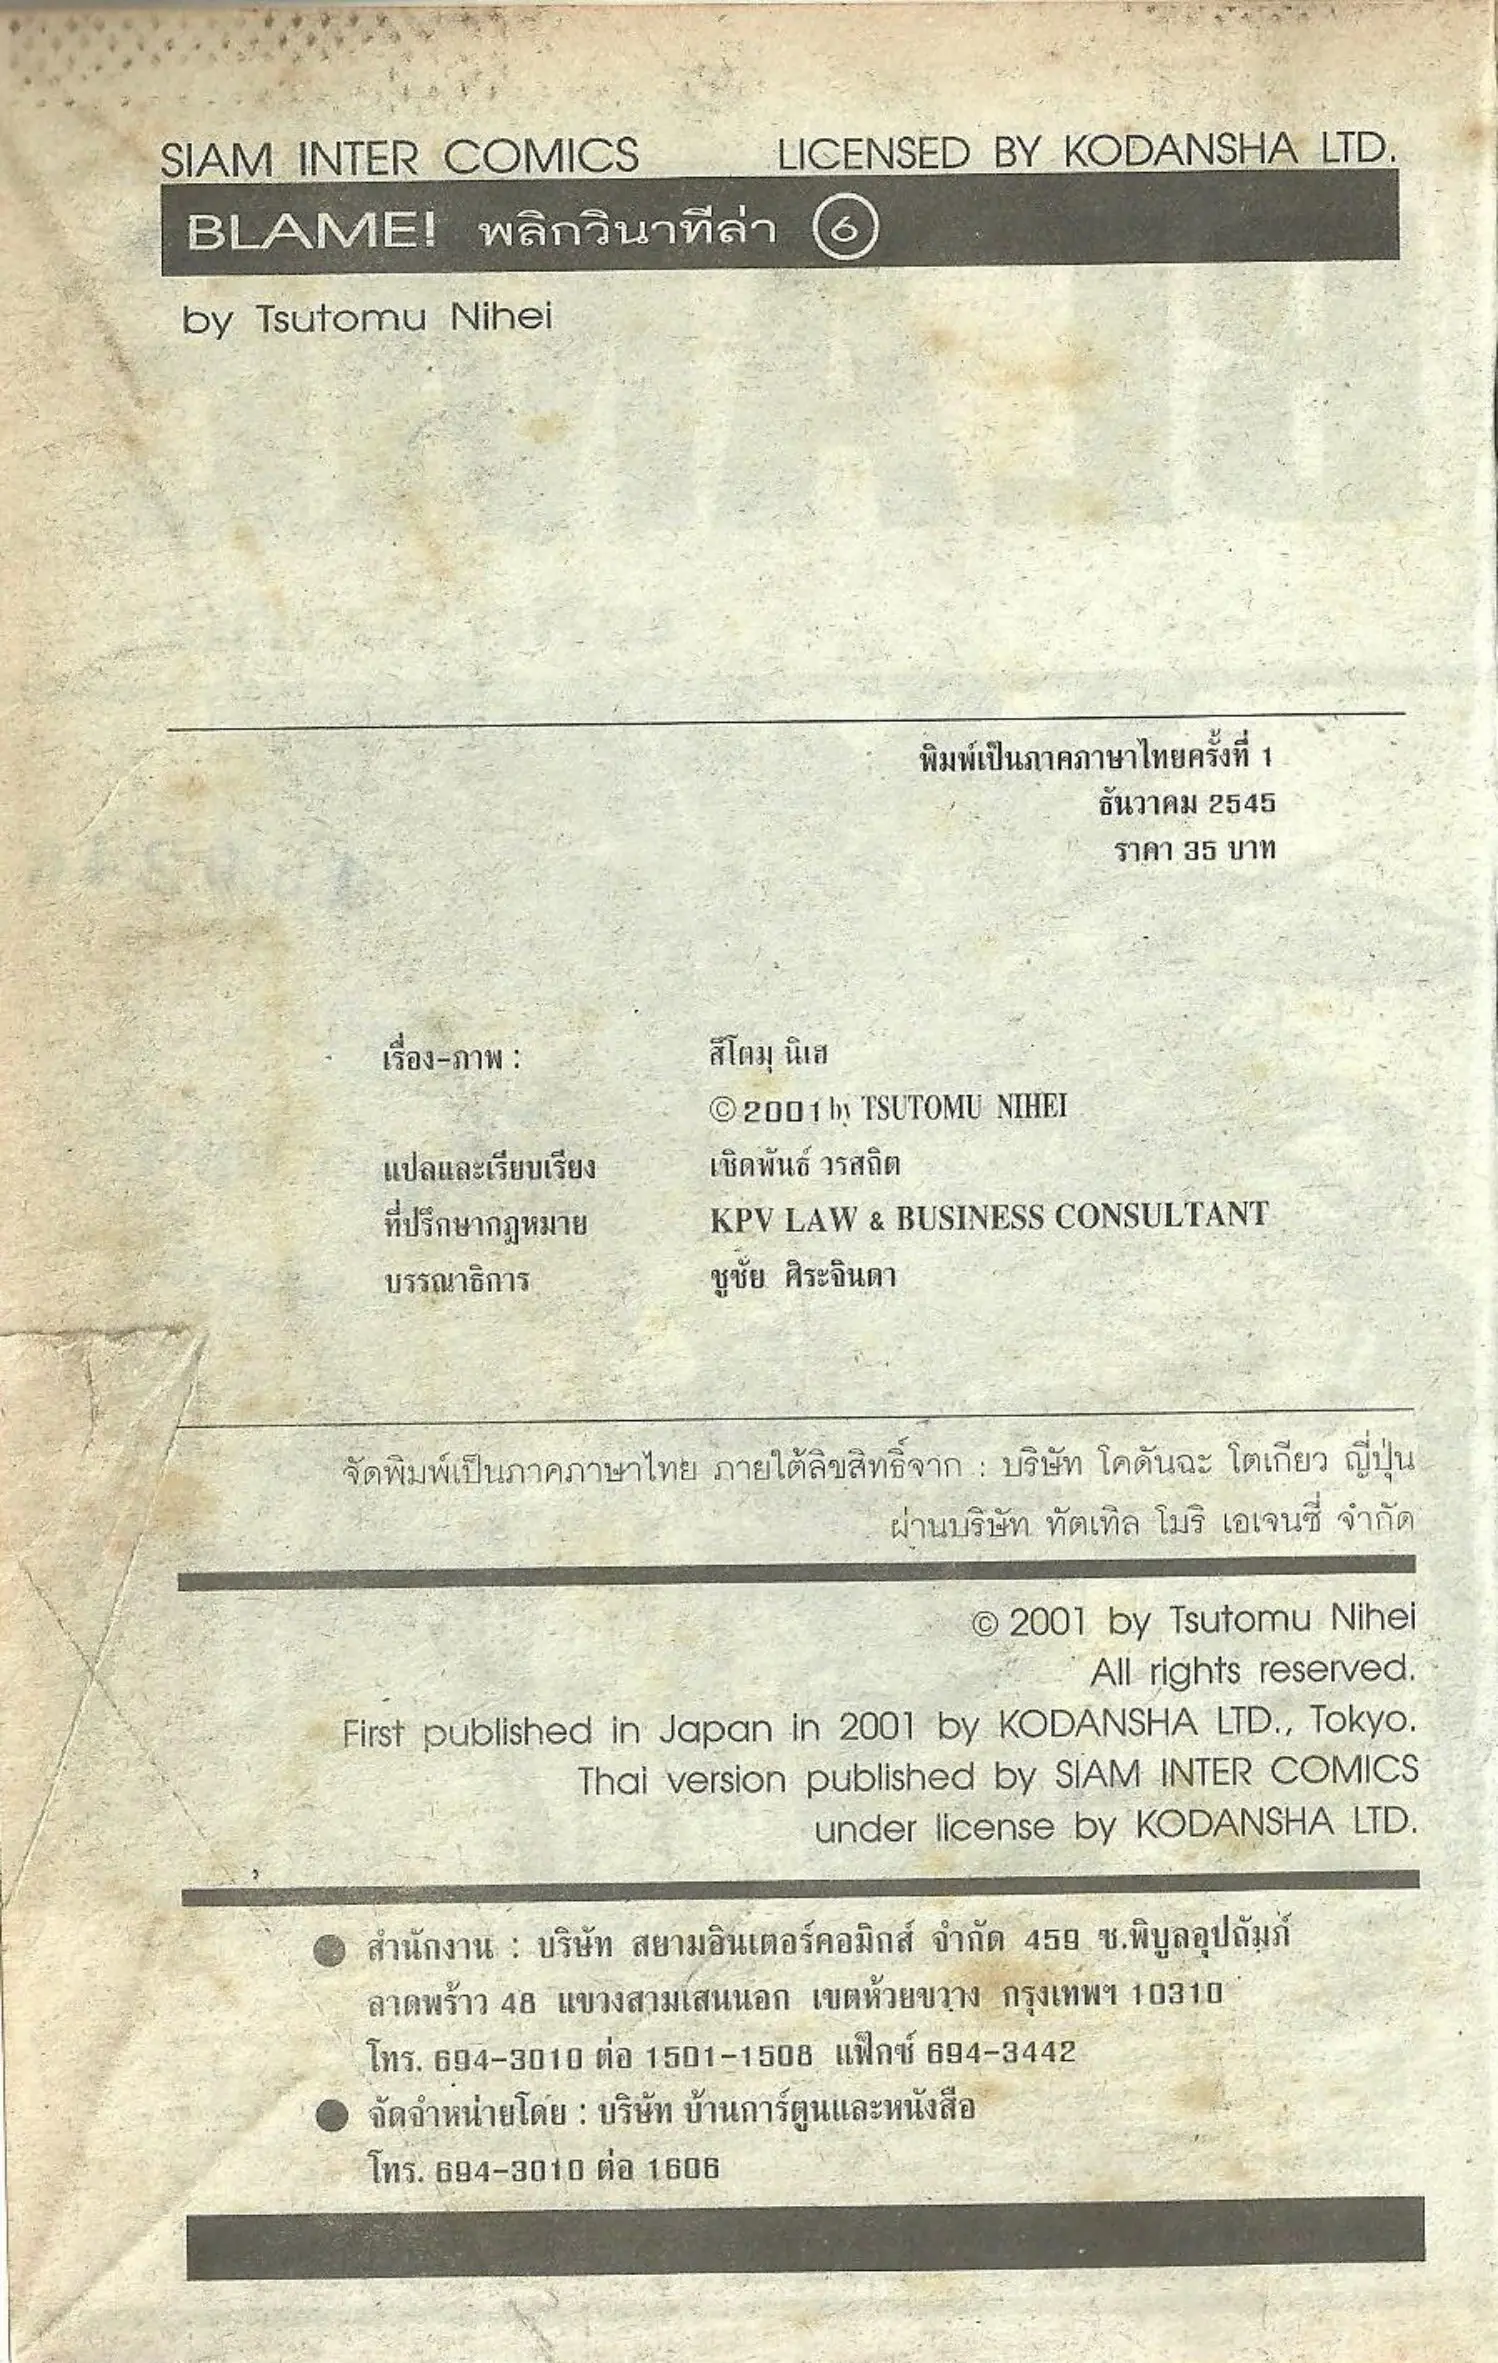 SIAM INTER COMICS LICENSED BY KODANSHA LTD.
BLAME! พลิกวินาทีล่า 6
by Tsutomu Nihei
พิมพ์เป็นภาคภาษาไทยครั้งที่ 1
ธันวาคม 2545
ราคา 35 บาท
เรื่อง-ภาพ : สึโตมุ นิเฮ
©2001 by TSUTOMU NIHEI
แปลและเรียบเรียง เชิดพันธ์ วรสถิต
ที่ปรึกษากฎหมาย KPV LAW & BUSINESS CONSULTANT
บรรณาธิการ ชูชัย ศิระจินดา
จัดพิมพ์เป็นภาคภาษาไทย ภายใต้ลิขสิทธิ์จาก : บริษัท โคดันฉะ โตเกียว ญี่ปุ่น
ผ่านบริษัท ทัตเทิล โมริ เอเจนซี่ จำกัด
© 2001 by Tsutomu Nihei
All rights reserved.
First published in Japan in 2001 by KODANSHA LTD., Tokyo.
Thai version published by SIAM INTER COMICS
under license by KODANSHA LTD.
● สำนักงาน : บริษัท สยามอินเตอร์คอมิกส์ จำกัด 459 ซ.พิบูลอุปถัมภ์
ลาดพร้าว 48 แขวงสามเสนนอก เขตห้วยขวาง กรุงเทพฯ 10310
โทร. 694-3010 ต่อ 1501-1508 แฟ็กซ์ 694-3442
● จัดจำหน่ายโดย : บริษัท บ้านการ์ตูนและหนังสือ
โทร. 694-3010 ต่อ 1606